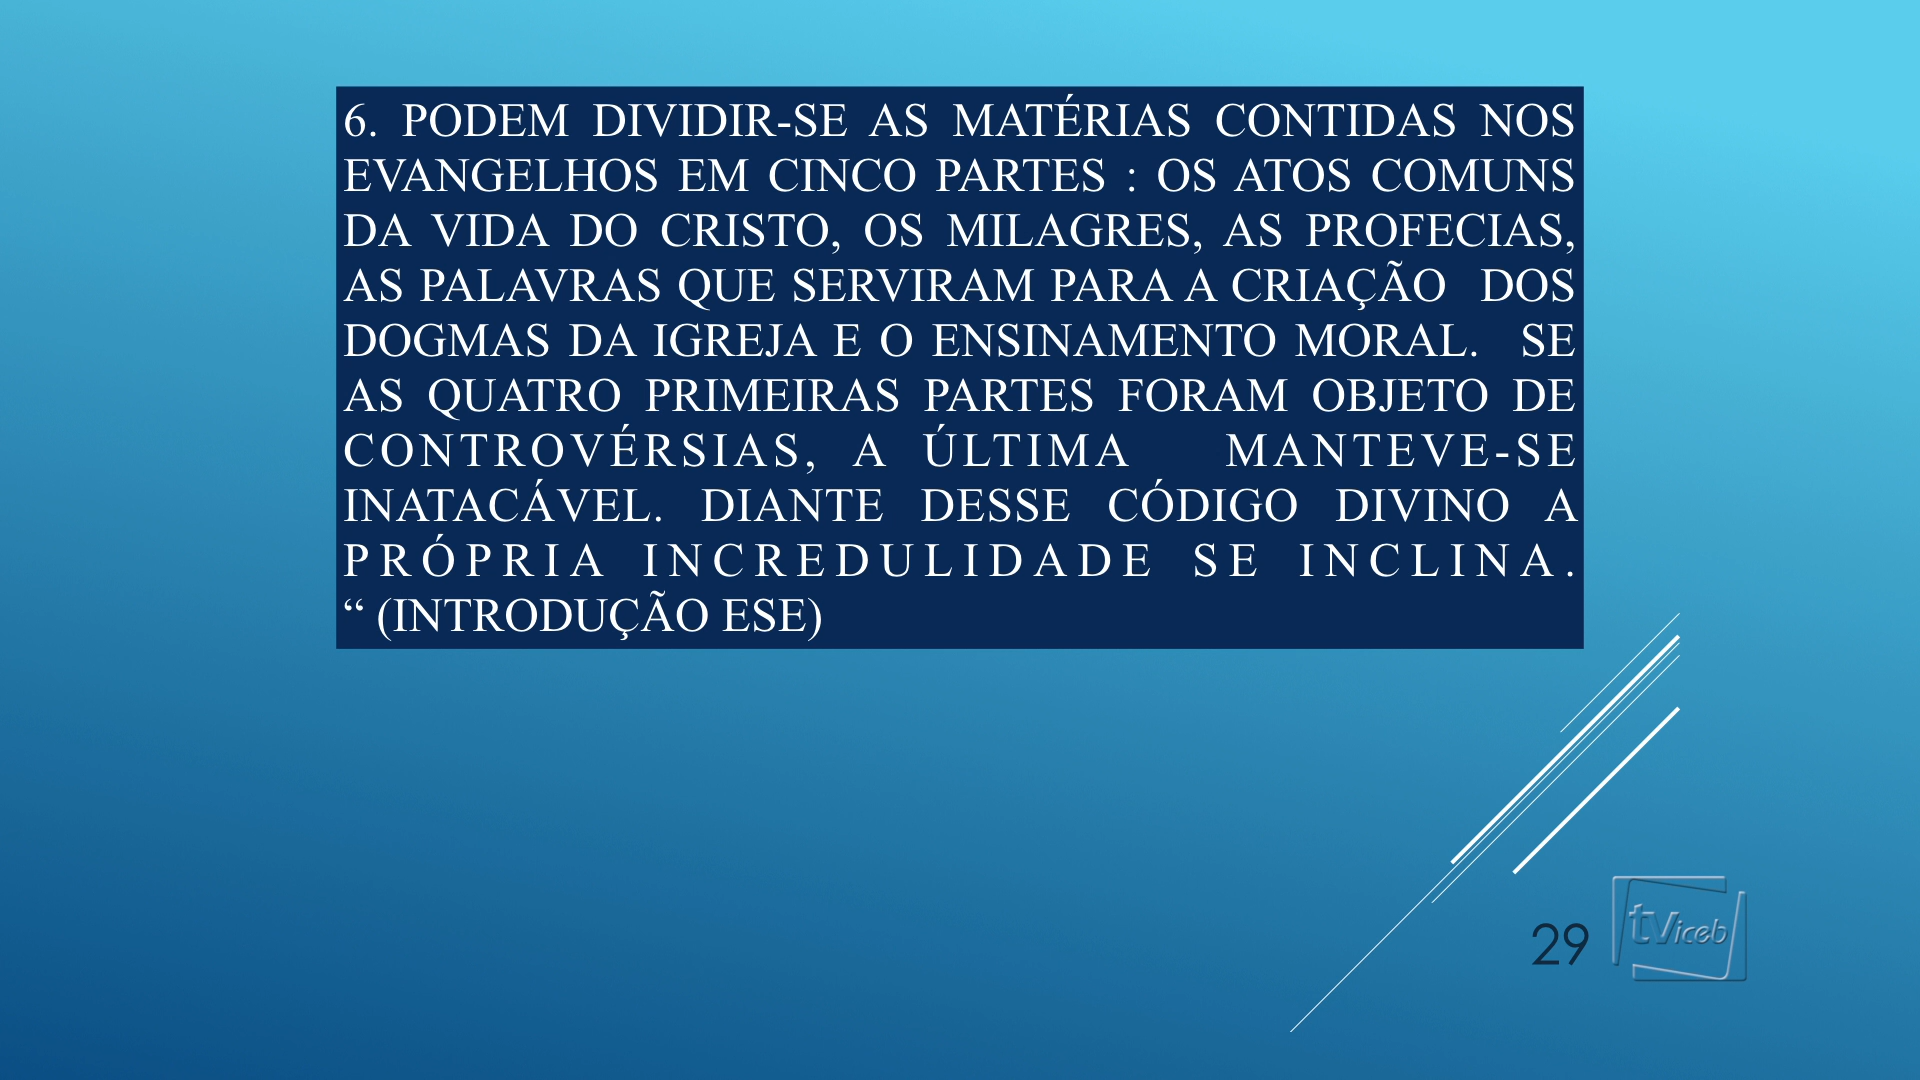 6. PODEM DIVIDIR-SE AS MATÉRIAS CONTIDAS NOS
EVANGELHOS EM CINCO PARTES : OS ATOS COMUNS
DA VIDA DO CRISTO, OS MILAGRES, AS PROFECIAS,
AS PALAVRAS QUE SERVIRAM PARA A CRIAÇÃO DOS
DOGMAS DA IGREJA E O ENSINAMENTO MORAL. SE
AS QUATRO PRIMEIRAS PARTES FORAM OBJETO DE
CONTROVÉRSIAS, A ÚLTIMA MANTEVE-SE
INATACÁVEL. DIANTE DESSE CÓDIGO DIVINO A
PRÓPRIA INCREDULIDADE SE INCLINA.
“ (INTRODUÇÃO ESE)
29
tViceb